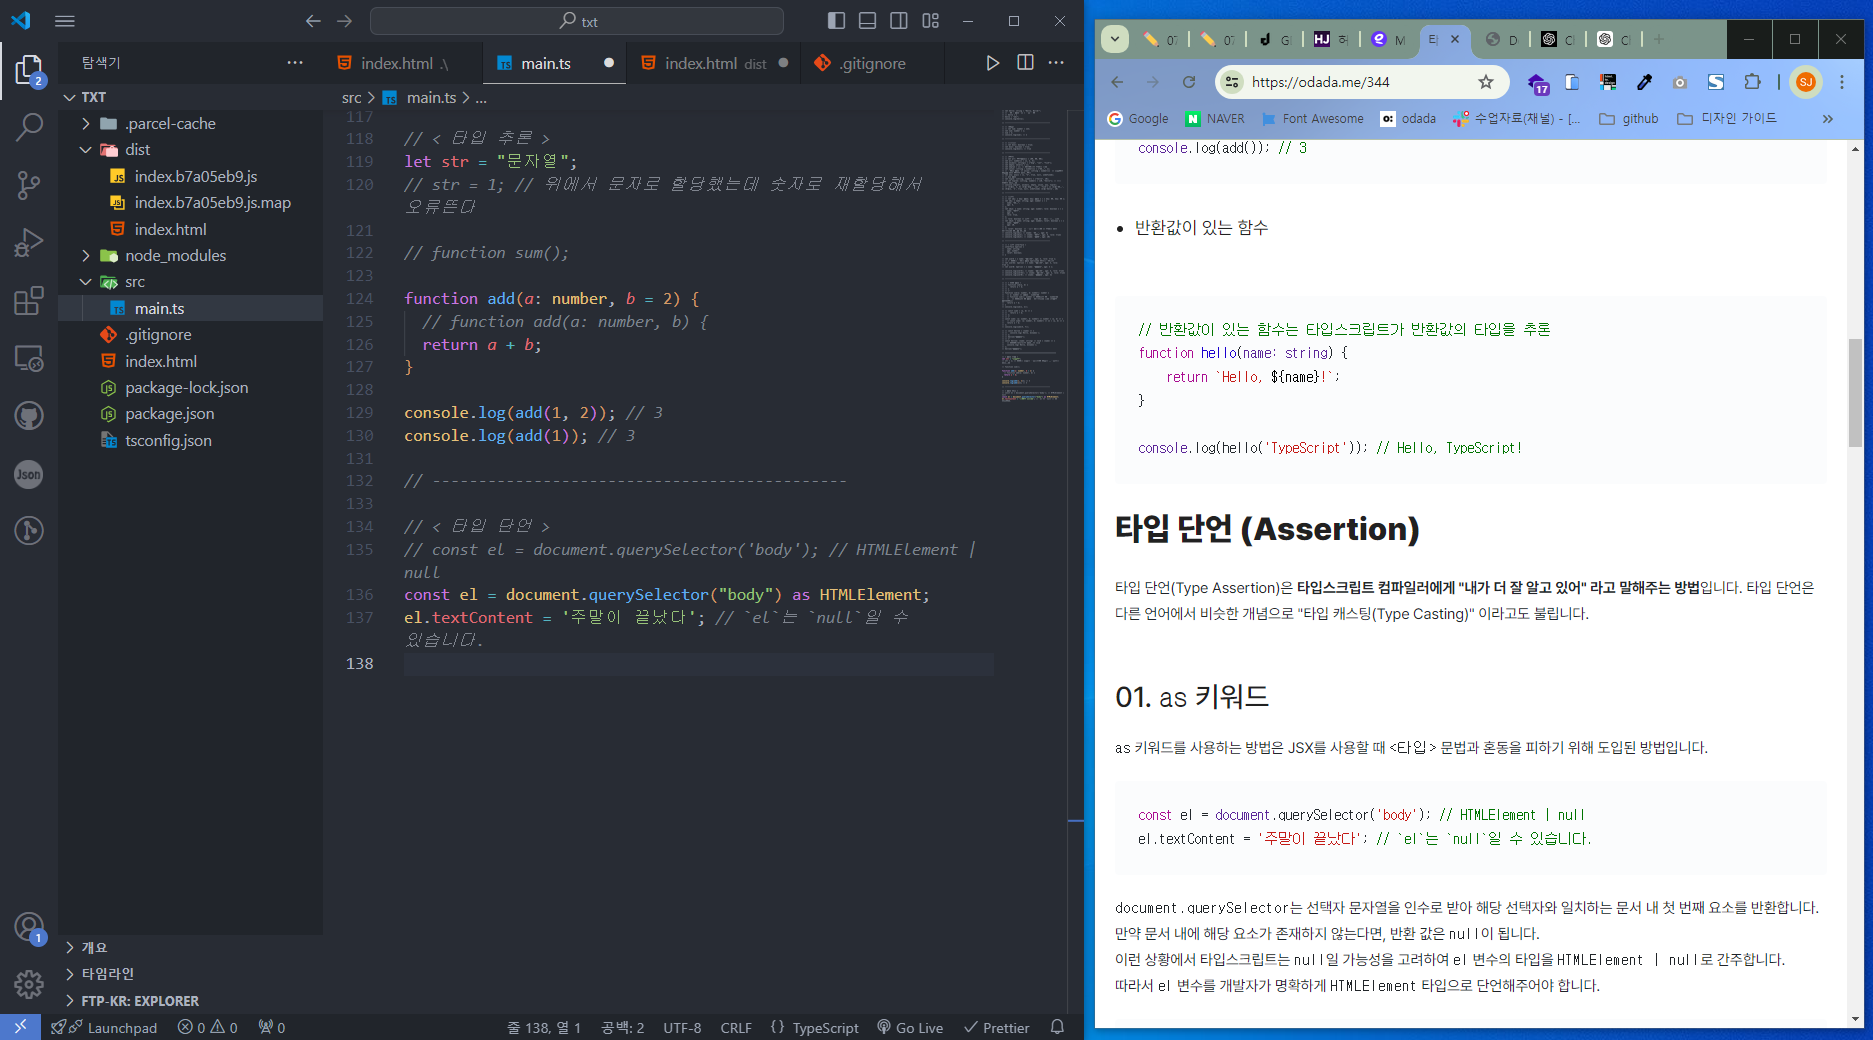 txt
탐색기
index.html .\
main.ts
index.html dist
.gitignore
TXT
.parcel-cache
dist
index.b7a05eb9.js
index.b7a05eb9.js.map
index.html
node_modules
src
main.ts
.gitignore
index.html
package-lock.json
package.json
tsconfig.json
2
Json
1
개요
타임라인
FTP-KR: EXPLORER
src > TS main.ts > ...
117
118 // < 타입 추론 >
119 let str = "문자열";
120 // str = 1; // 위에서 문자로 할당했는데 숫자로 재할당해서
오류뜬다
121
122 // function sum();
123
124 function add(a: number, b = 2) {
125 // function add(a: number, b) {
126 return a + b;
127 }
128
129 console.log(add(1, 2)); // 3
130 console.log(add(1)); // 3
131
132 // ---------------------------------------------
133
134 // < 타입 단언 >
135 // const el = document.querySelector('body'); // HTMLElement |
null
136 const el = document.querySelector("body") as HTMLElement;
137 el.textContent = '주말이 끝났다'; // `el`는 `null`일 수
있습니다.
138
Launchpad
0 0
0
줄 138, 열 1
공백: 2
UTF-8
CRLF
{} TypeScript
Go Live
Prettier
https://odada.me/344
17
SJ
Google
NAVER
Font Awesome
odada
수업자료(채널) - [...
github
디자인 가이드
»
console.log(add()); // 3
• 반환값이 있는 함수
// 반환값이 있는 함수는 타입스크립트가 반환값의 타입을 추론
function hello(name: string) {
return `Hello, ${name}!`;
}
console.log(hello('TypeScript')); // Hello, TypeScript!
타입 단언 (Assertion)
타입 단언(Type Assertion)은 타입스크립트 컴파일러에게 "내가 더 잘 알고 있어" 라고 말해주는 방법입니다. 타입 단언은
다른 언어에서 비슷한 개념으로 "타입 캐스팅(Type Casting)" 이라고도 불립니다.
01. as 키워드
as 키워드를 사용하는 방법은 JSX를 사용할 때 <타입> 문법과 혼동을 피하기 위해 도입된 방법입니다.
const el = document.querySelector('body'); // HTMLElement | null
el.textContent = '주말이 끝났다'; // `el`는 `null`일 수 있습니다.
document.querySelector는 선택자 문자열을 인수로 받아 해당 선택자와 일치하는 문서 내 첫 번째 요소를 반환합니다.
만약 문서 내에 해당 요소가 존재하지 않는다면, 반환 값은 null이 됩니다.
이런 상황에서 타입스크립트는 null일 가능성을 고려하여 el 변수의 타입을 HTMLElement | null로 간주합니다.
따라서 el 변수를 개발자가 명확하게 HTMLElement 타입으로 단언해주어야 합니다.